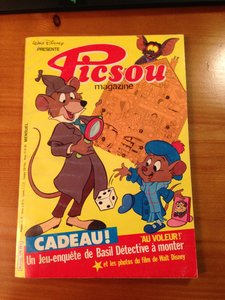 WALT DISNEY
PRÉSENTE
Picsou
magazine
MENSUEL
CADEAU!
"AU VOLEUR!"
Un Jeu-enquête de Basil Détective à monter
et les photos du film de Walt Disney